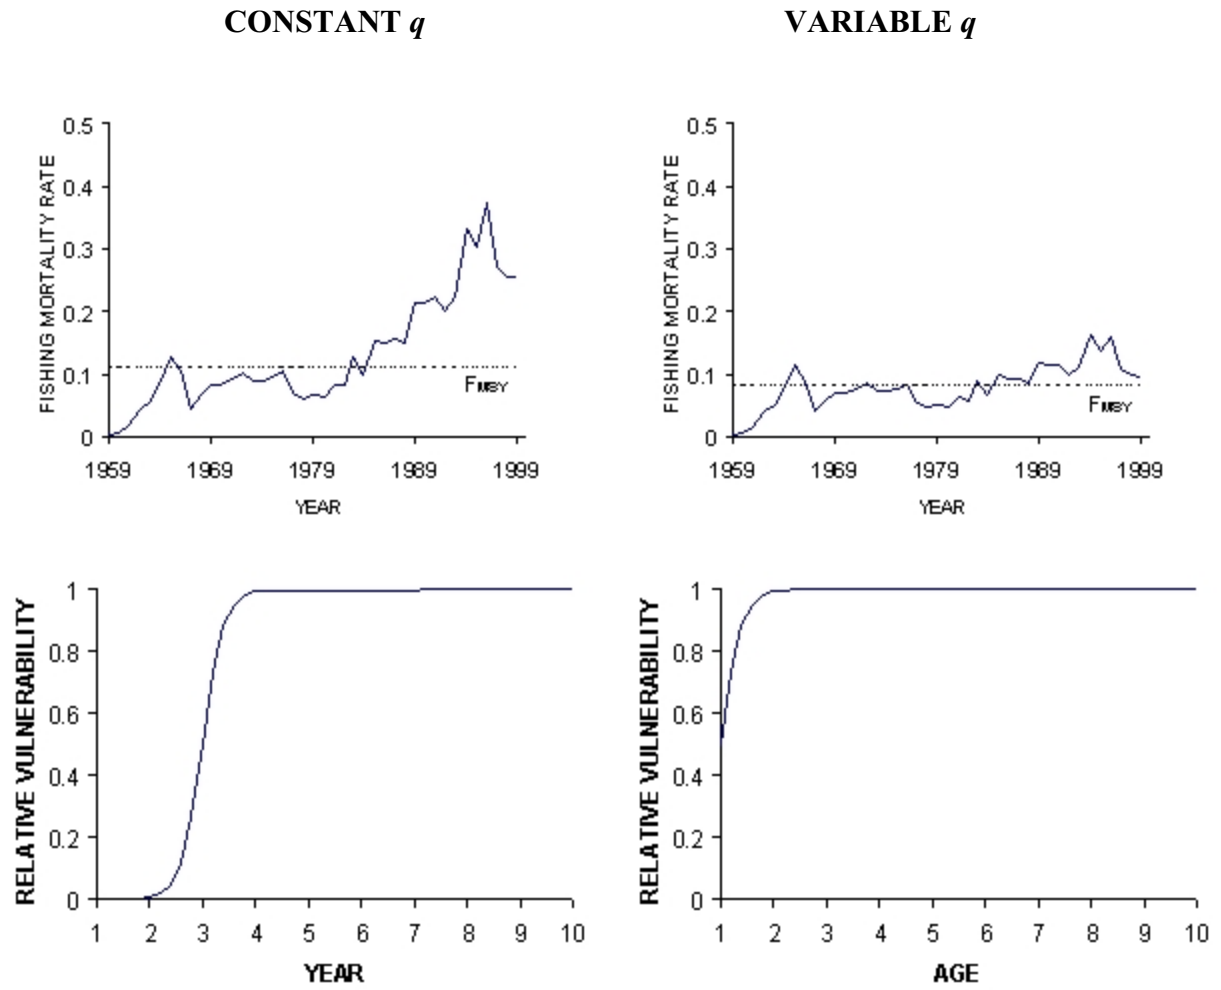 CONSTANT q VARIABLE q
0.5
0.4
0.3
0.2
0.1
0
FISHING MORTALITY RATE
FMSY
1959 1969 1979 1989 1999
YEAR
0.5
0.4
0.3
0.2
0.1
0
FISHING MORTALITY RATE
FMSY
1959 1969 1979 1989 1999
YEAR
1
0.8
0.6
0.4
0.2
0
RELATIVE VULNERABILITY
1 2 3 4 5 6 7 8 9 10
YEAR
1
0.8
0.6
0.4
0.2
0
RELATIVE VULNERABILITY
1 2 3 4 5 6 7 8 9 10
AGE